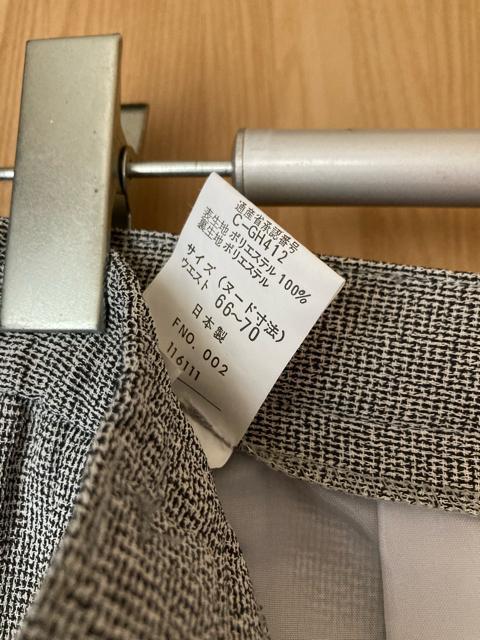 通産省承認番号
C-GH412
表生地 ポリエステル 100%
裏生地 ポリエステル
サイズ (ヌード寸法)
ウエスト 66～70
日本製
FNO. 002
116111